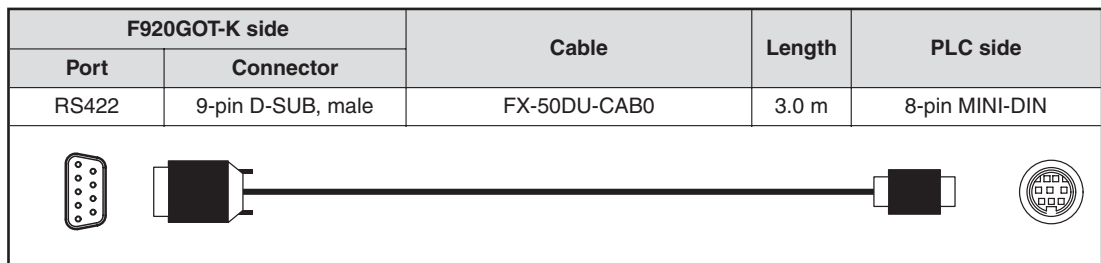 F920GOT-K side
Cable
Length
PLC side
Port
Connector
RS422
9-pin D-SUB, male
FX-50DU-CAB0
3.0 m
8-pin MINI-DIN